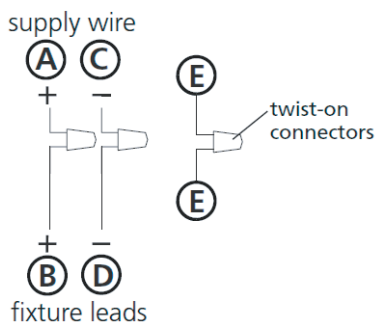 supply wire
A C
+ −
E
twist-on
connectors
E
+ −
B D
fixture leads